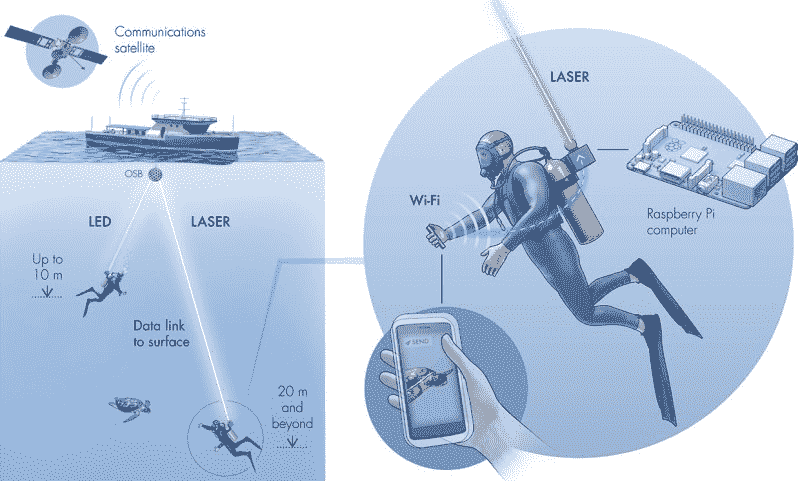 Communications
satellite
OSB
LED
LASER
Up to
10 m
Data link
to surface
20 m
and
beyond
LASER
Wi-Fi
Raspberry Pi
computer
SEND